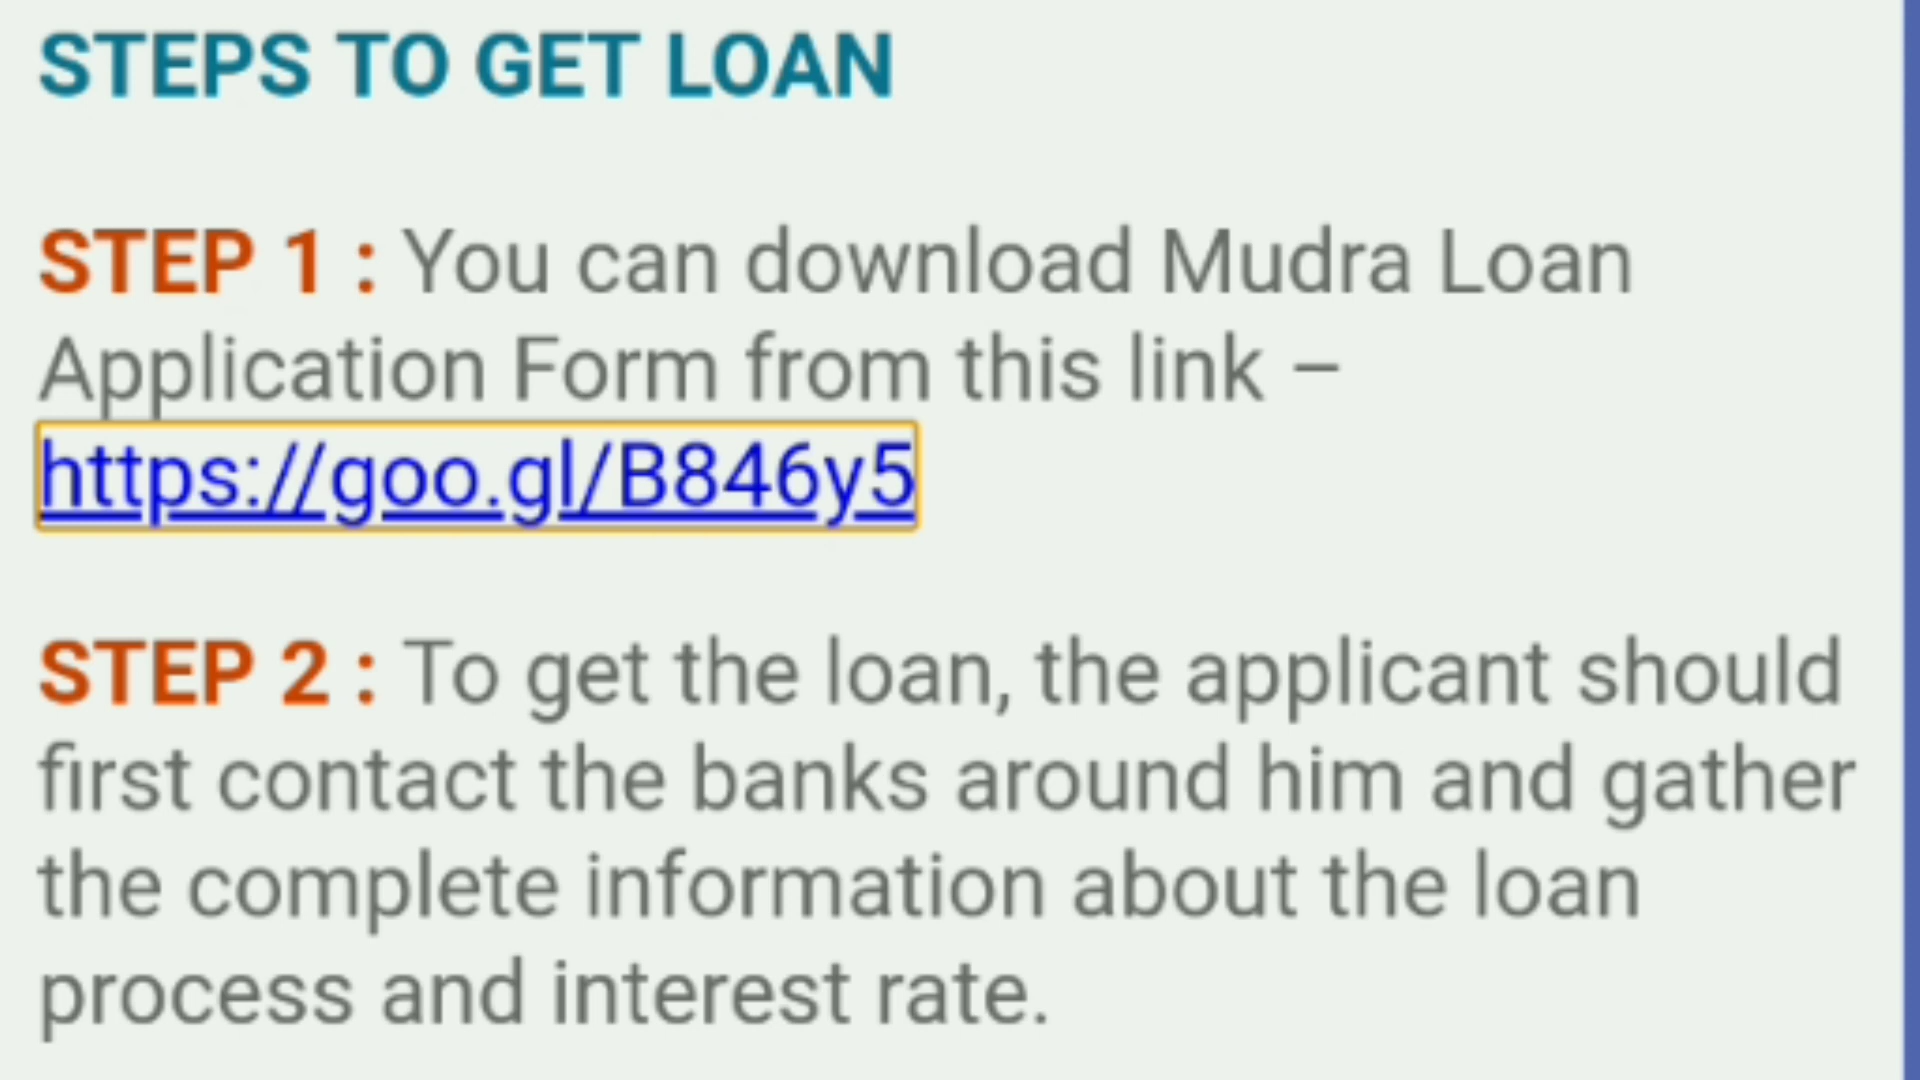 STEPS TO GET LOAN
STEP 1 : You can download Mudra Loan
Application Form from this link –
https://goo.gl/B846y5
STEP 2 : To get the loan, the applicant should
first contact the banks around him and gather
the complete information about the loan
process and interest rate.